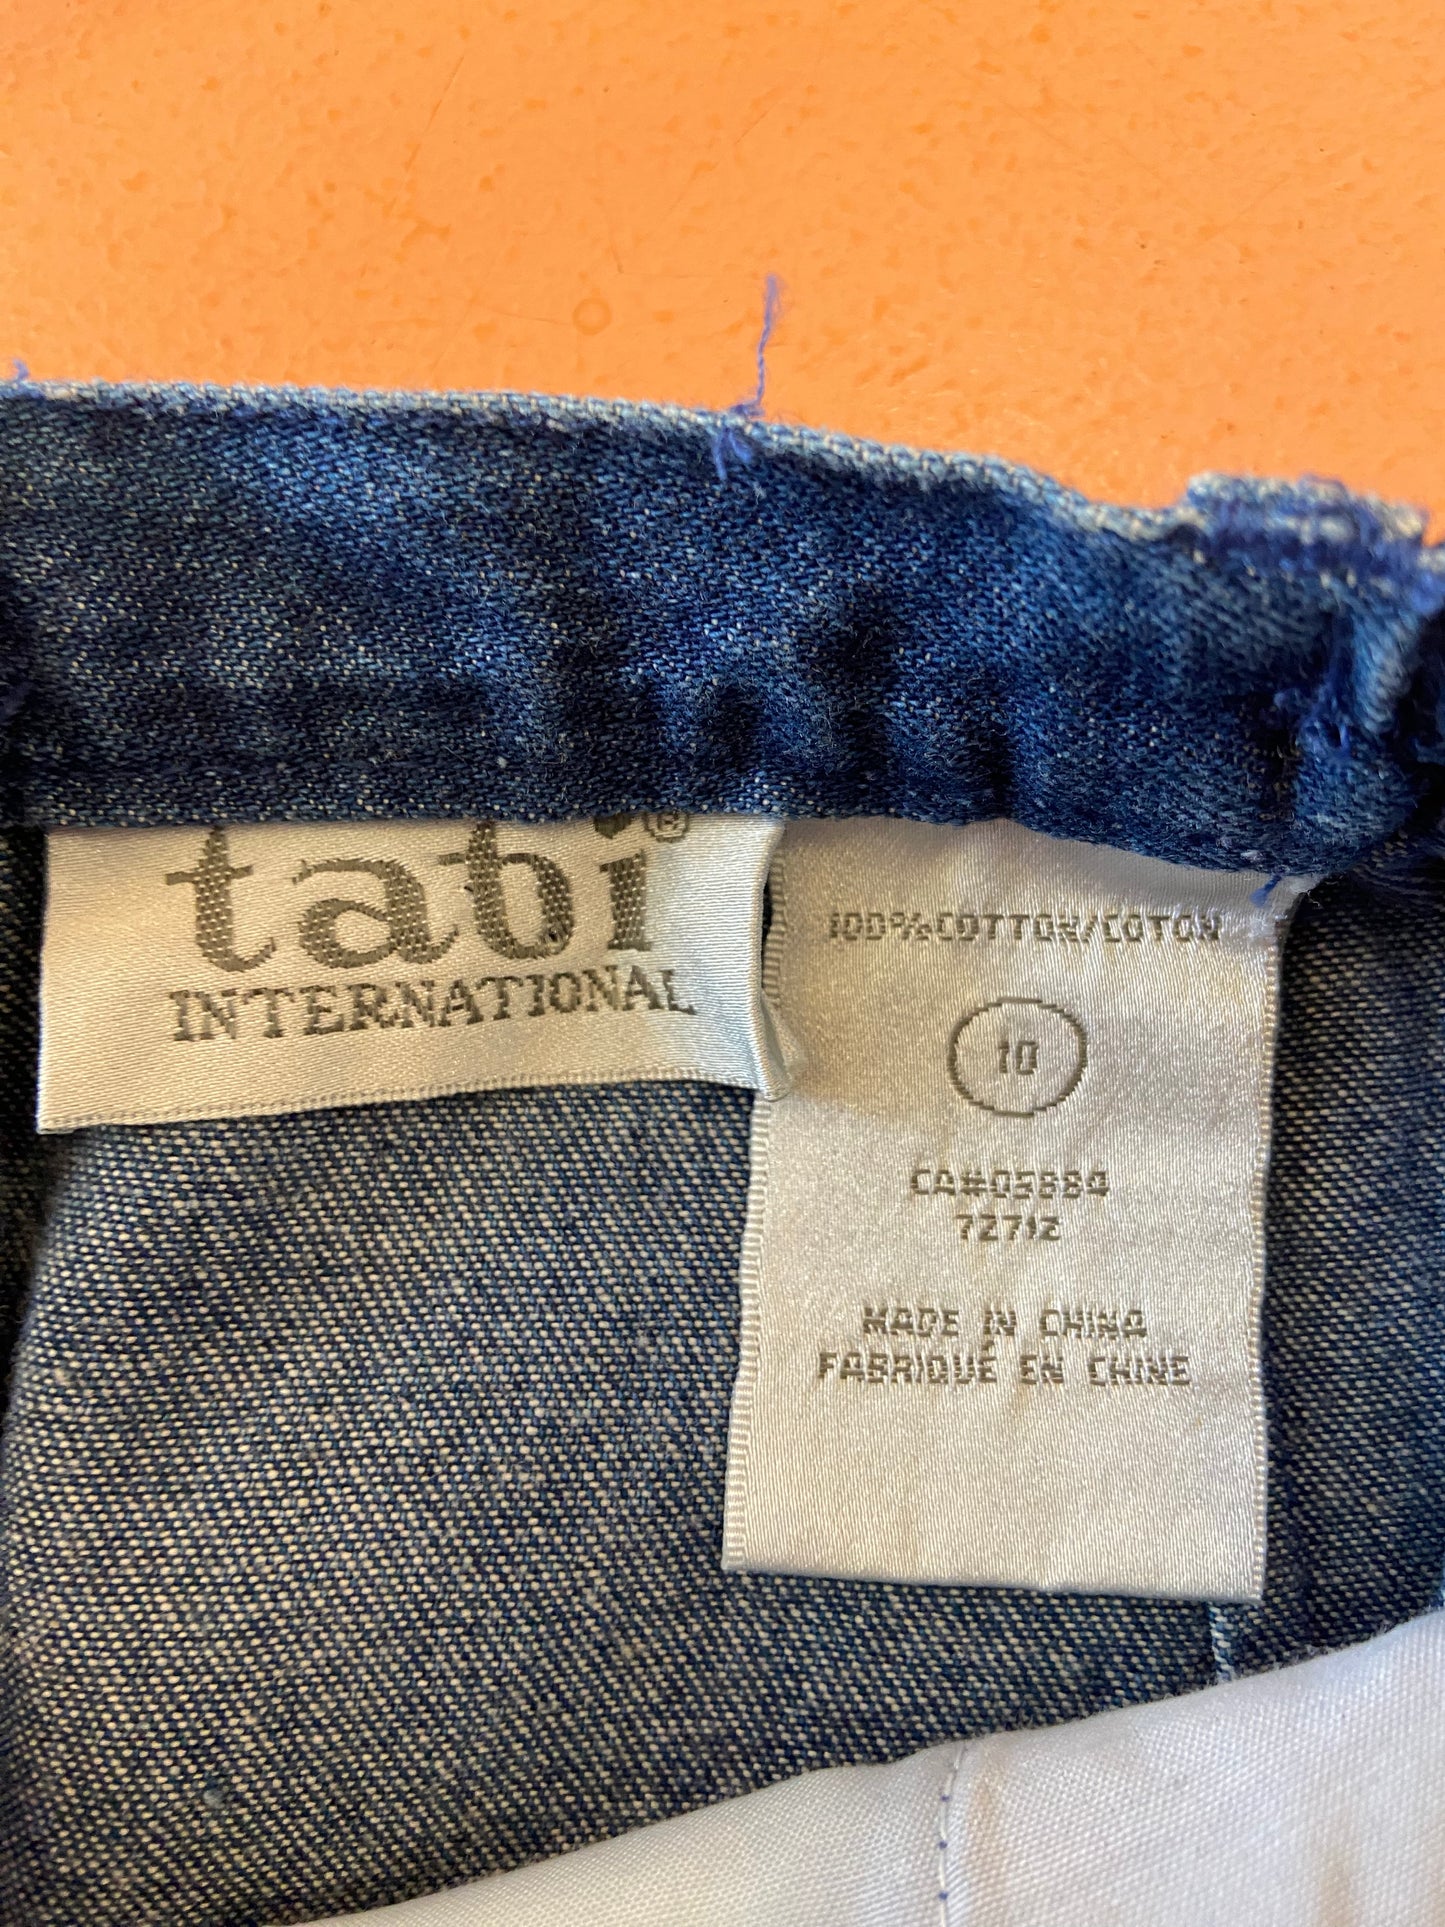 tabi®
INTERNATIONAL
100% COTTON/COTON
10
CA#05884
72712
MADE IN CHINA
FABRIQUÉ EN CHINE